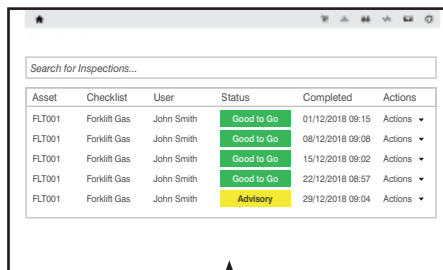 Search for Inspections...
Asset Checklist User Status Completed Actions
FLT001 Forklift Gas John Smith Good to Go 01/12/2018 09:15 Actions
FLT001 Forklift Gas John Smith Good to Go 08/12/2018 09:08 Actions
FLT001 Forklift Gas John Smith Good to Go 15/12/2018 09:02 Actions
FLT001 Forklift Gas John Smith Good to Go 22/12/2018 08:57 Actions
FLT001 Forklift Gas John Smith Advisory 29/12/2018 09:04 Actions